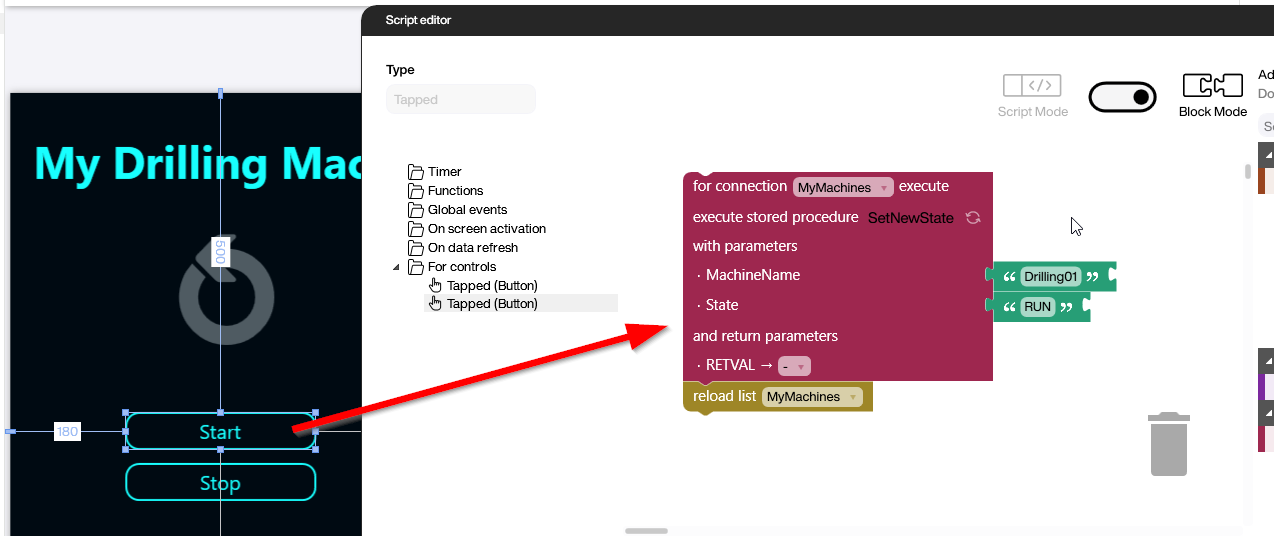 Script editor
Type
Tapped
Script Mode
Block Mode
Ad
Do
Timer
Functions
Global events
On screen activation
On data refresh
For controls
Tapped (Button)
Tapped (Button)
for connection MyMachines execute
execute stored procedure SetNewState
with parameters
· MachineName
“ Drilling01 ”
· State
“ RUN ”
and return parameters
· RETVAL → -
reload list MyMachines
My Drilling Mac
500
180
Start
Stop